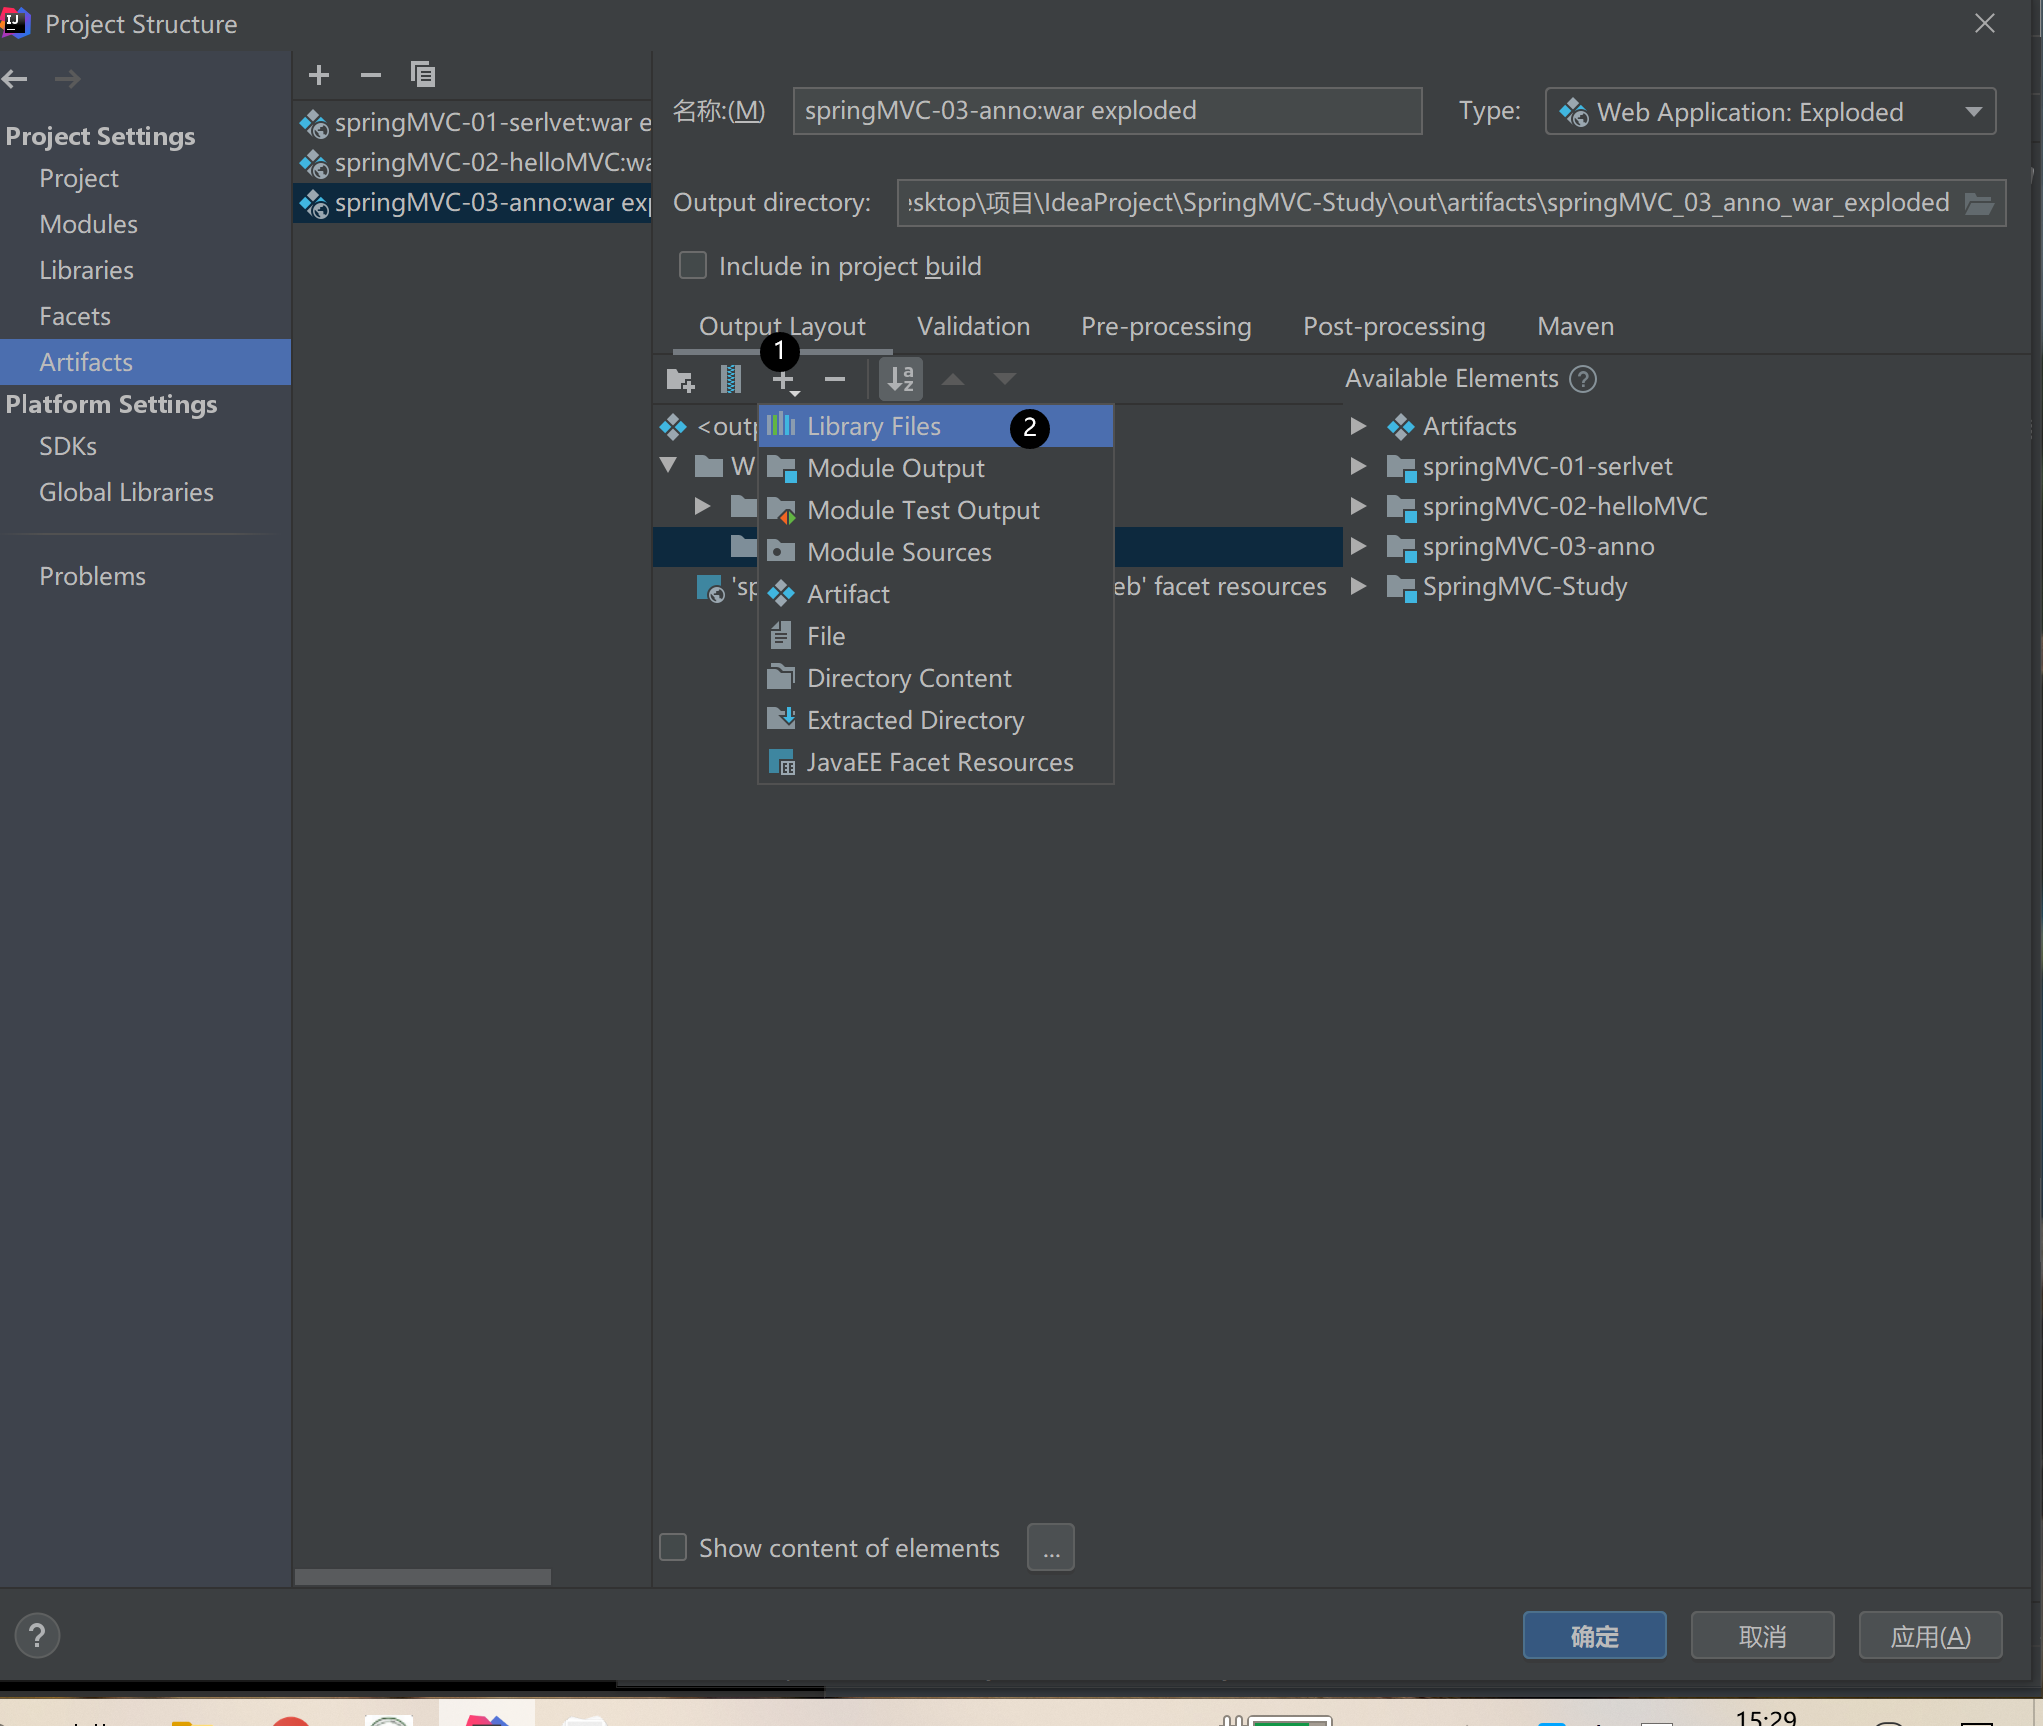 Project Structure
Project Settings
Project
Modules
Libraries
Facets
Artifacts
Platform Settings
SDKs
Global Libraries
Problems
springMVC-01-serlvet:war e
springMVC-02-helloMVC:wa
springMVC-03-anno:war exp
名称:(M)
springMVC-03-anno:war exploded
Type:
Web Application: Exploded
Output directory:
esktop\项目\IdeaProject\SpringMVC-Study\out\artifacts\springMVC_03_anno_war_exploded
Include in project build
Output Layout
Validation
Pre-processing
Post-processing
Maven
1
Available Elements ?
<outp
W
'sp
eb' facet resources
Library Files
2
Module Output
Module Test Output
Module Sources
Artifact
File
Directory Content
Extracted Directory
JavaEE Facet Resources
Artifacts
springMVC-01-serlvet
springMVC-02-helloMVC
springMVC-03-anno
SpringMVC-Study
Show content of elements
...
?
确定
取消
应用(A)
15:29